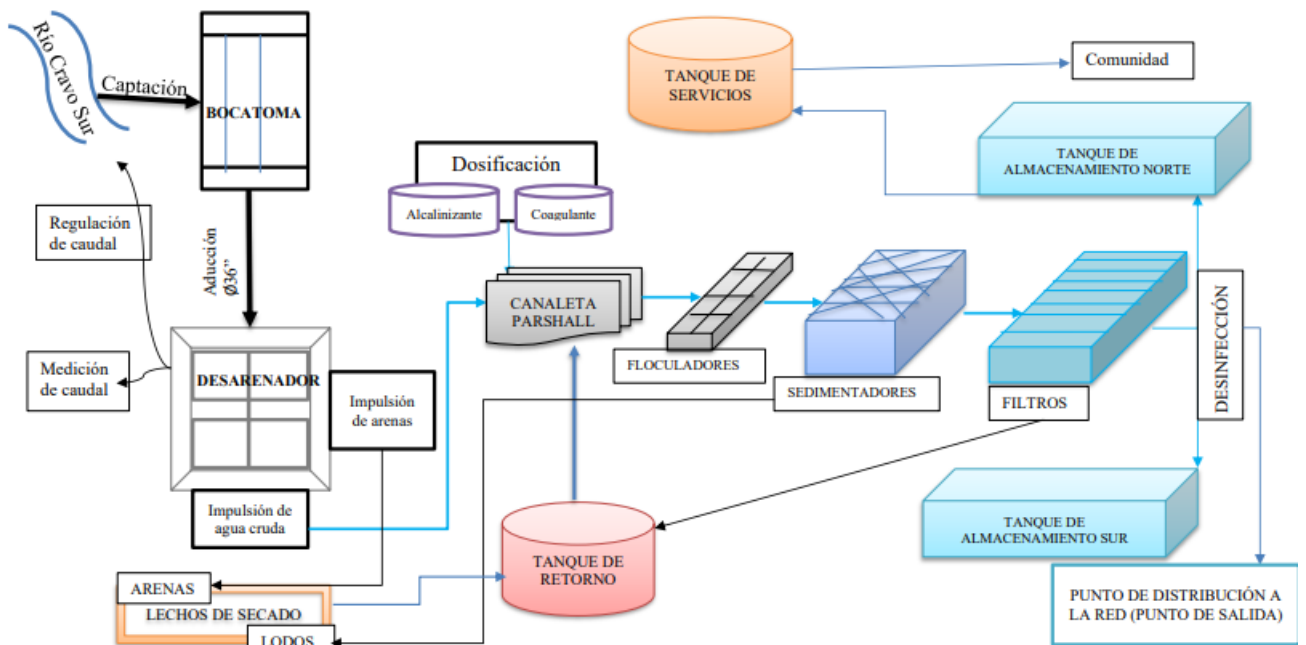 Río Cravo Sur
Captación
BOCATOMA
TANQUE DE
SERVICIOS
Comunidad
TANQUE DE
ALMACENAMIENTO NORTE
Dosificación
Alcalinizante
Coagulante
Regulación
de caudal
Aducción
Ø36”
CANALETA
PARSHALL
FLOCULADORES
SEDIMENTADORES
FILTROS
DESINFECCIÓN
Medición
de caudal
DESARENADOR
Impulsión
de arenas
Impulsión de
agua cruda
TANQUE DE
RETORNO
TANQUE DE
ALMACENAMIENTO SUR
ARENAS
LECHOS DE SECADO
LODOS
PUNTO DE DISTRIBUCIÓN A
LA RED (PUNTO DE SALIDA)